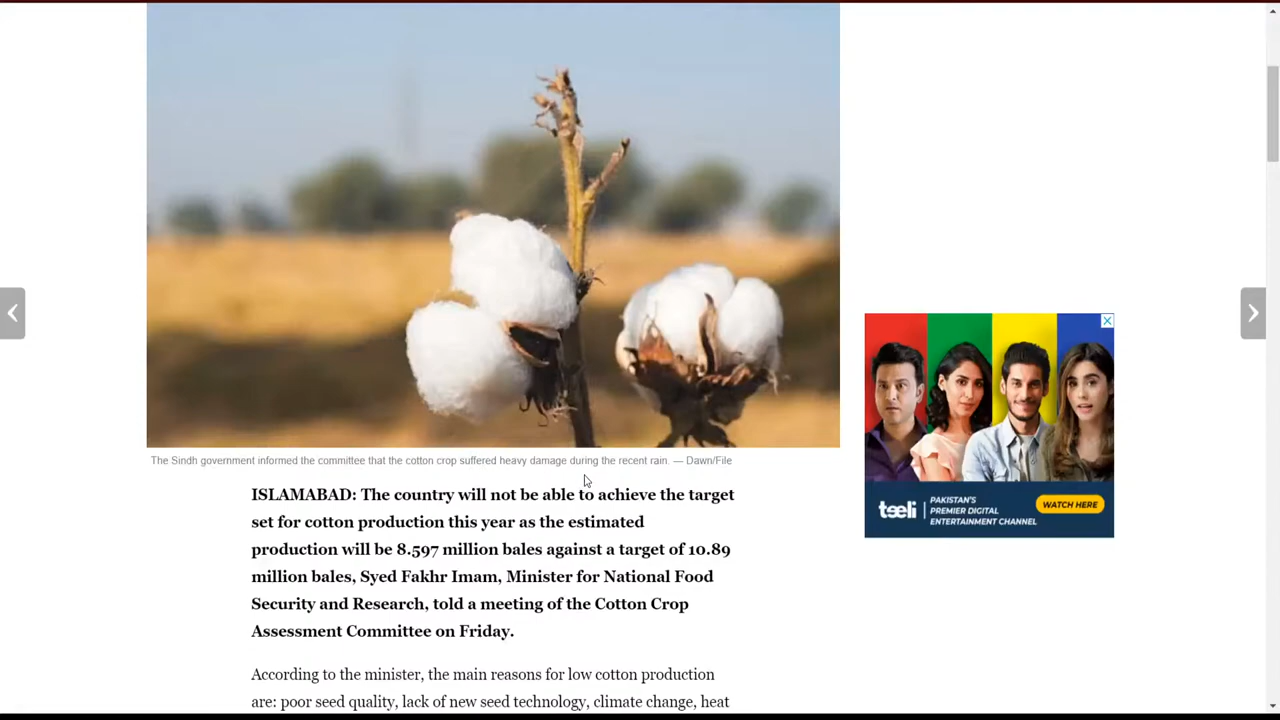 The Sindh government informed the committee that the cotton crop suffered heavy damage during the recent rain. — Dawn/File
ISLAMABAD: The country will not be able to achieve the target
set for cotton production this year as the estimated
production will be 8.597 million bales against a target of 10.89
million bales, Syed Fakhr Imam, Minister for National Food
Security and Research, told a meeting of the Cotton Crop
Assessment Committee on Friday.
According to the minister, the main reasons for low cotton production
are: poor seed quality, lack of new seed technology, climate change, heat
teeli
PAKISTAN'S
PREMIER DIGITAL
ENTERTAINMENT CHANNEL
WATCH HERE